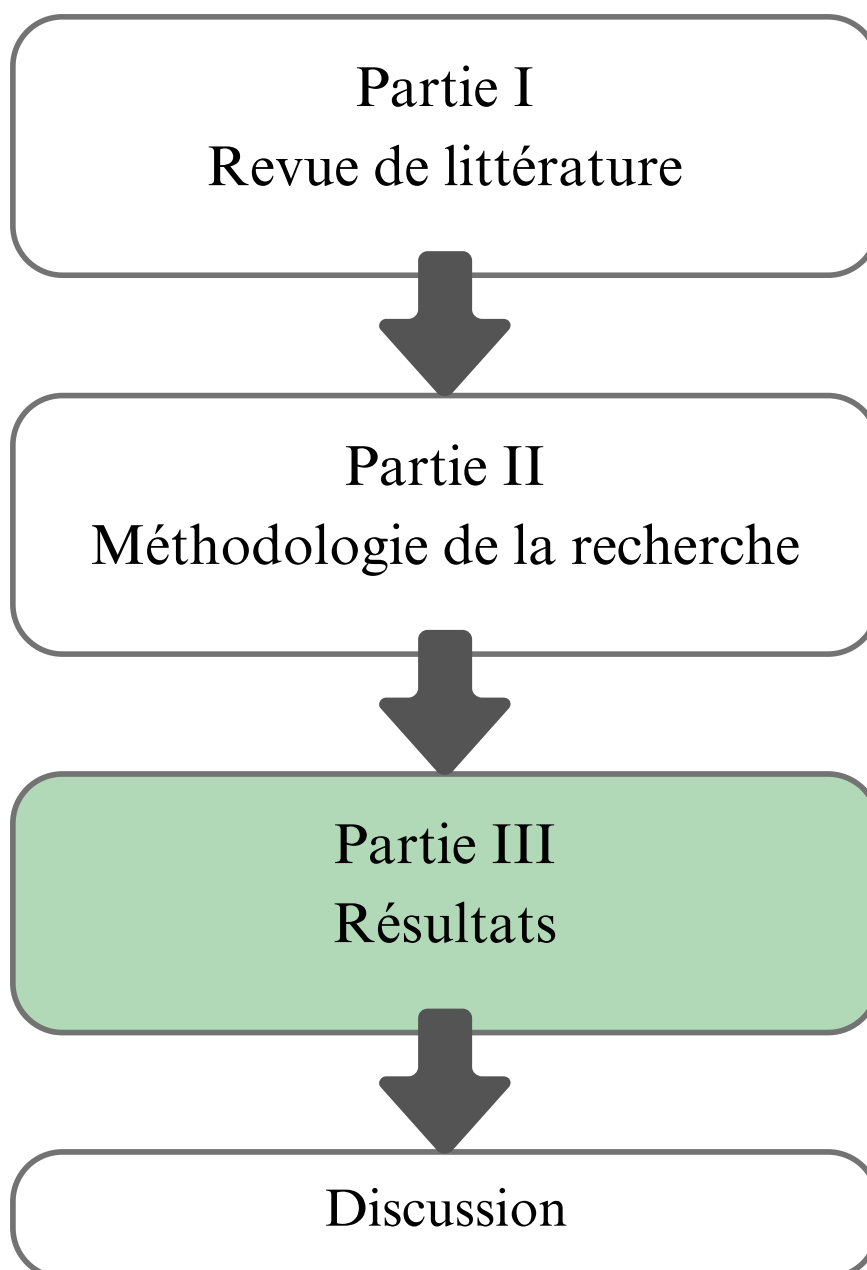 Partie I
Revue de littérature
Partie II
Méthodologie de la recherche
Partie III
Résultats
Discussion